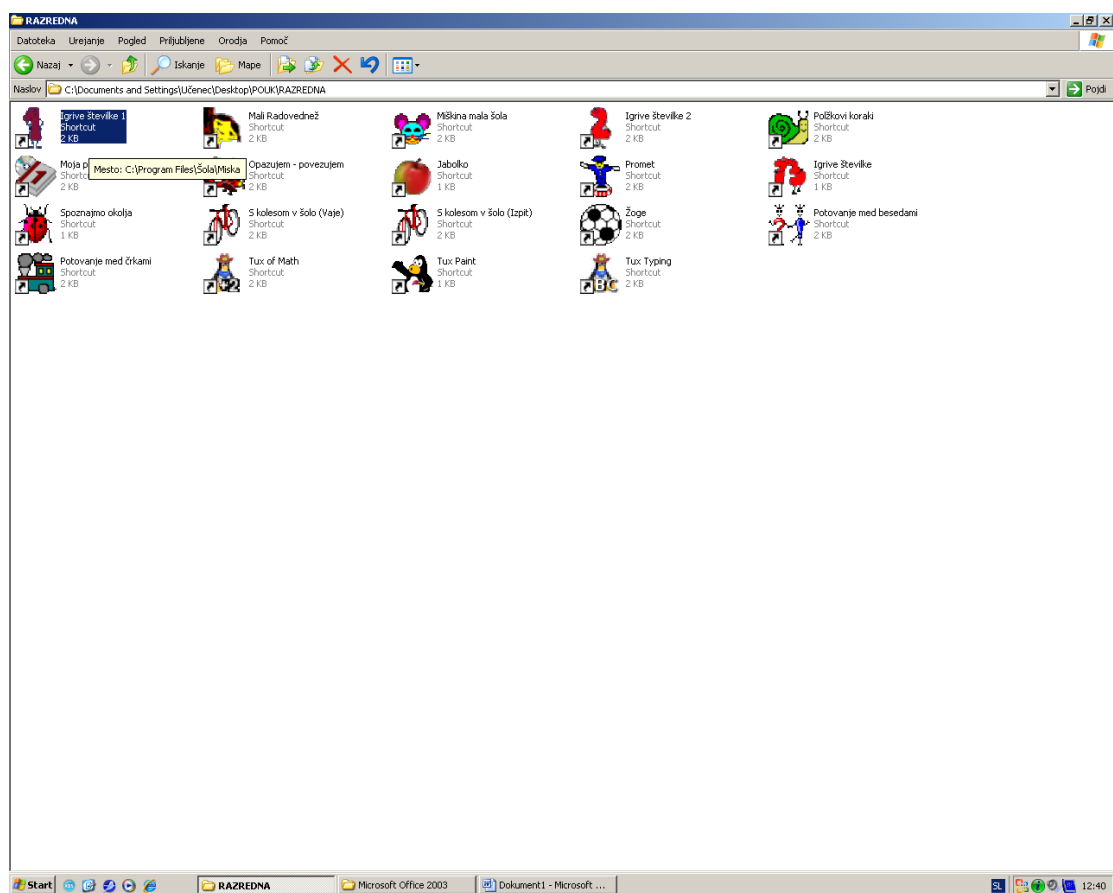 RAZREDNA
Datoteka Urejanje Pogled Priljubljene Orodja Pomoč
Nazaj Iskanje Mape
Naslov C:\Documents and Settings\Učenec\Desktop\POUK\RAZREDNA Pojdi
Igrive številke 1
Shortcut
2 KB
Mali Radovednež
Shortcut
2 KB
Miškina mala šola
Shortcut
2 KB
Igrive številke 2
Shortcut
2 KB
Polžkovi koraki
Shortcut
2 KB
Moja p
Shortc
2 KB
Mesto: C:\Program Files\Šola\Miska
Opazujem - povezujem
Shortcut
2 KB
Jabolko
Shortcut
1 KB
Promet
Shortcut
2 KB
Igrive številke
Shortcut
1 KB
Spoznajmo okolja
Shortcut
1 KB
S kolesom v šolo (Vaje)
Shortcut
2 KB
S kolesom v šolo (Izpit)
Shortcut
2 KB
Žoge
Shortcut
2 KB
Potovanje med besedami
Shortcut
2 KB
Potovanje med črkami
Shortcut
2 KB
Tux of Math
Shortcut
2 KB
Tux Paint
Shortcut
1 KB
Tux Typing
Shortcut
2 KB
Start RAZREDNA Microsoft Office 2003 Dokument1 - Microsoft ... SL 12:40